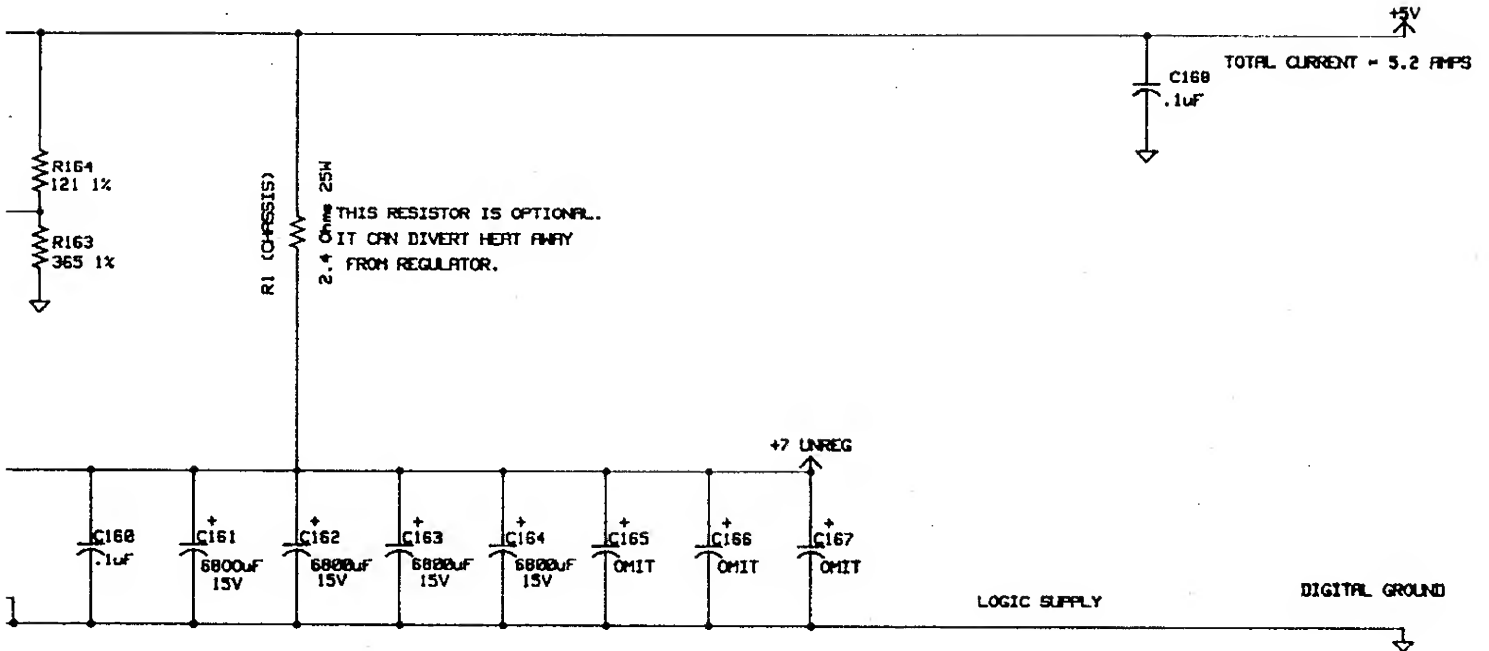 +5V
TOTAL CURRENT = 5.2 AMPS
C168
.1uF
R164
121 1%
R163
365 1%
R1 (CHASSIS)
2.4 Ohms 25W
THIS RESISTOR IS OPTIONAL.
IT CAN DIVERT HEAT AWAY
FROM REGULATOR.
+7 UNREG
C160
.1uF
+
C161
6800uF
15V
+
C162
6800uF
15V
+
C163
6800uF
15V
+
C164
6800uF
15V
+
C165
OMIT
+
C166
OMIT
+
C167
OMIT
LOGIC SUPPLY
DIGITAL GROUND